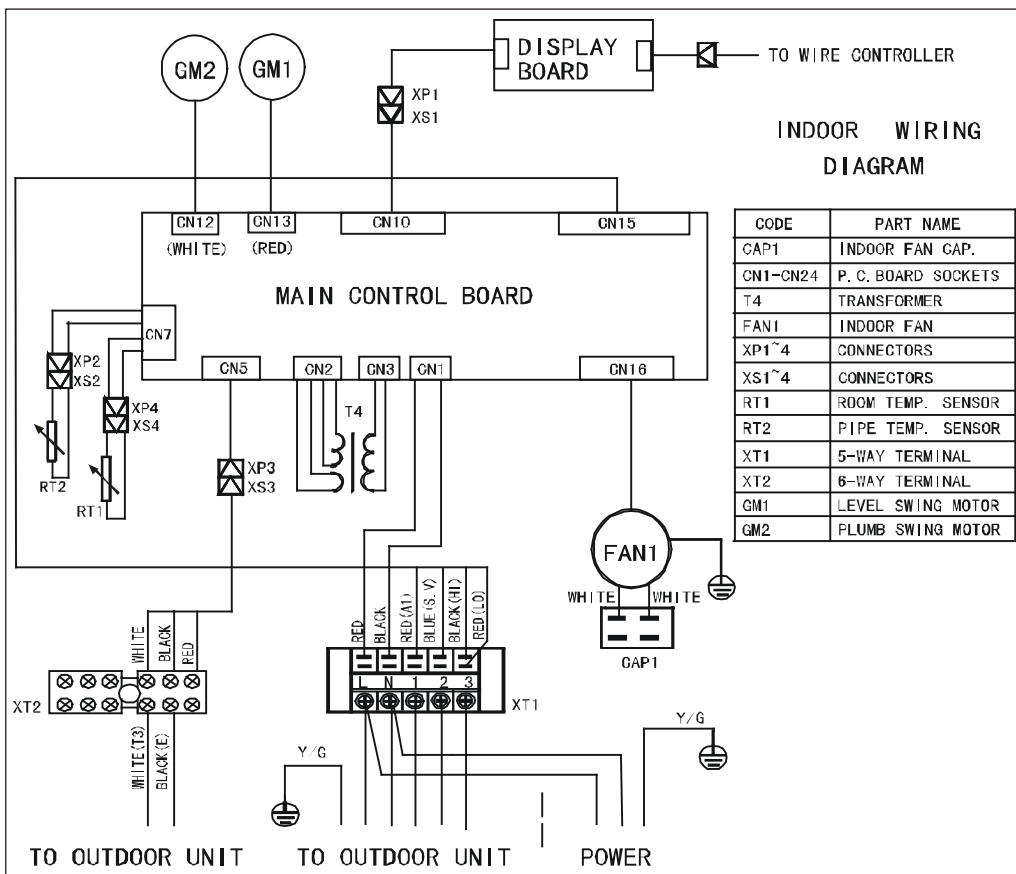 GM2
GM1
DISPLAY
BOARD
TO WIRE CONTROLLER
XP1
XS1
INDOOR WIRING
DIAGRAM
CN12
(WHITE)
CN13
(RED)
CN10
CN15
MAIN CONTROL BOARD
CN7
CN5
CN2
CN3
CN1
CN16
CODE PART NAME
CAP1 INDOOR FAN CAP.
CN1-CN24 P.C.BOARD SOCKETS
T4 TRANSFORMER
FAN1 INDOOR FAN
XP1~4 CONNECTORS
XS1~4 CONNECTORS
RT1 ROOM TEMP. SENSOR
RT2 PIPE TEMP. SENSOR
XT1 5-WAY TERMINAL
XT2 6-WAY TERMINAL
GM1 LEVEL SWING MOTOR
GM2 PLUMB SWING MOTOR
XP2
XS2
XP4
XS4
RT2
RT1
XP3
XS3
T4
FAN1
WHITE
WHITE
CAP1
WHITE
BLACK
RED
XT2
WHITE(T3)
BLACK(E)
RED
BLACK
RED(A1)
BLUE(S.V)
BLACK(HI)
RED(LO)
L N 1 2 3
XT1
Y/G
Y/G
TO OUTDOOR UNIT
TO OUTDOOR UNIT
POWER